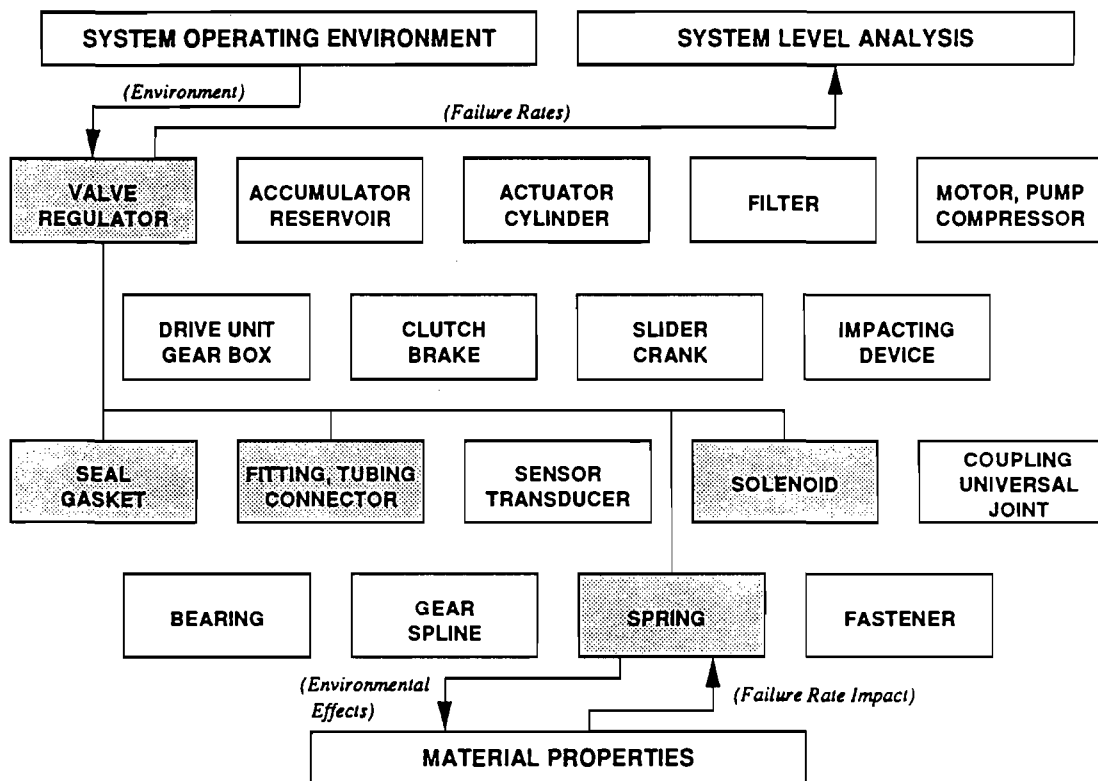 SYSTEM OPERATING ENVIRONMENT
SYSTEM LEVEL ANALYSIS
(Environment)
(Failure Rates)
VALVE
REGULATOR
ACCUMULATOR
RESERVOIR
ACTUATOR
CYLINDER
FILTER
MOTOR, PUMP
COMPRESSOR
DRIVE UNIT
GEAR BOX
CLUTCH
BRAKE
SLIDER
CRANK
IMPACTING
DEVICE
SEAL
GASKET
FITTING, TUBING
CONNECTOR
SENSOR
TRANSDUCER
SOLENOID
COUPLING
UNIVERSAL
JOINT
BEARING
GEAR
SPLINE
SPRING
FASTENER
(Environmental
Effects)
(Failure Rate Impact)
MATERIAL PROPERTIES